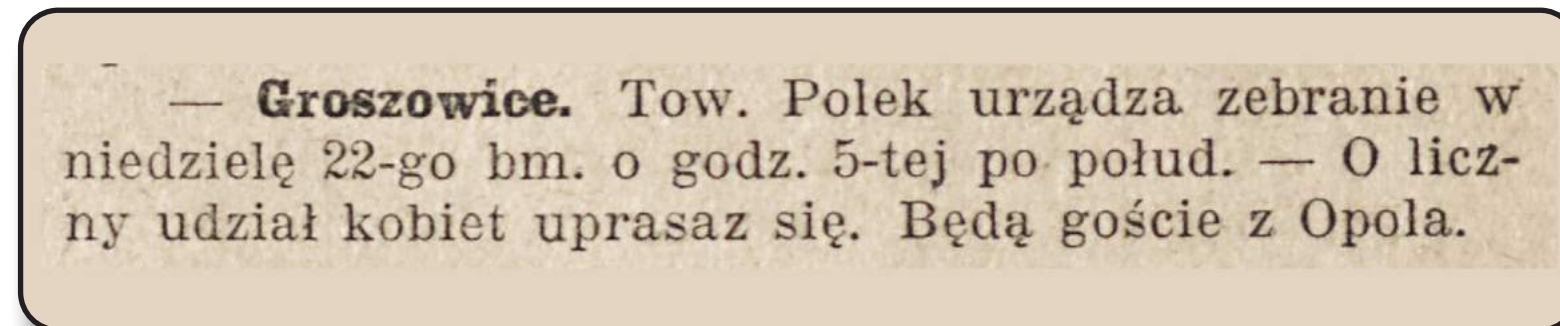 — Groszowice. Tow. Polek urządza zebranie w
niedzielę 22-go bm. o godz. 5-tej po połud. — O licz-
ny udział kobiet uprasaz się. Będą goście z Opola.